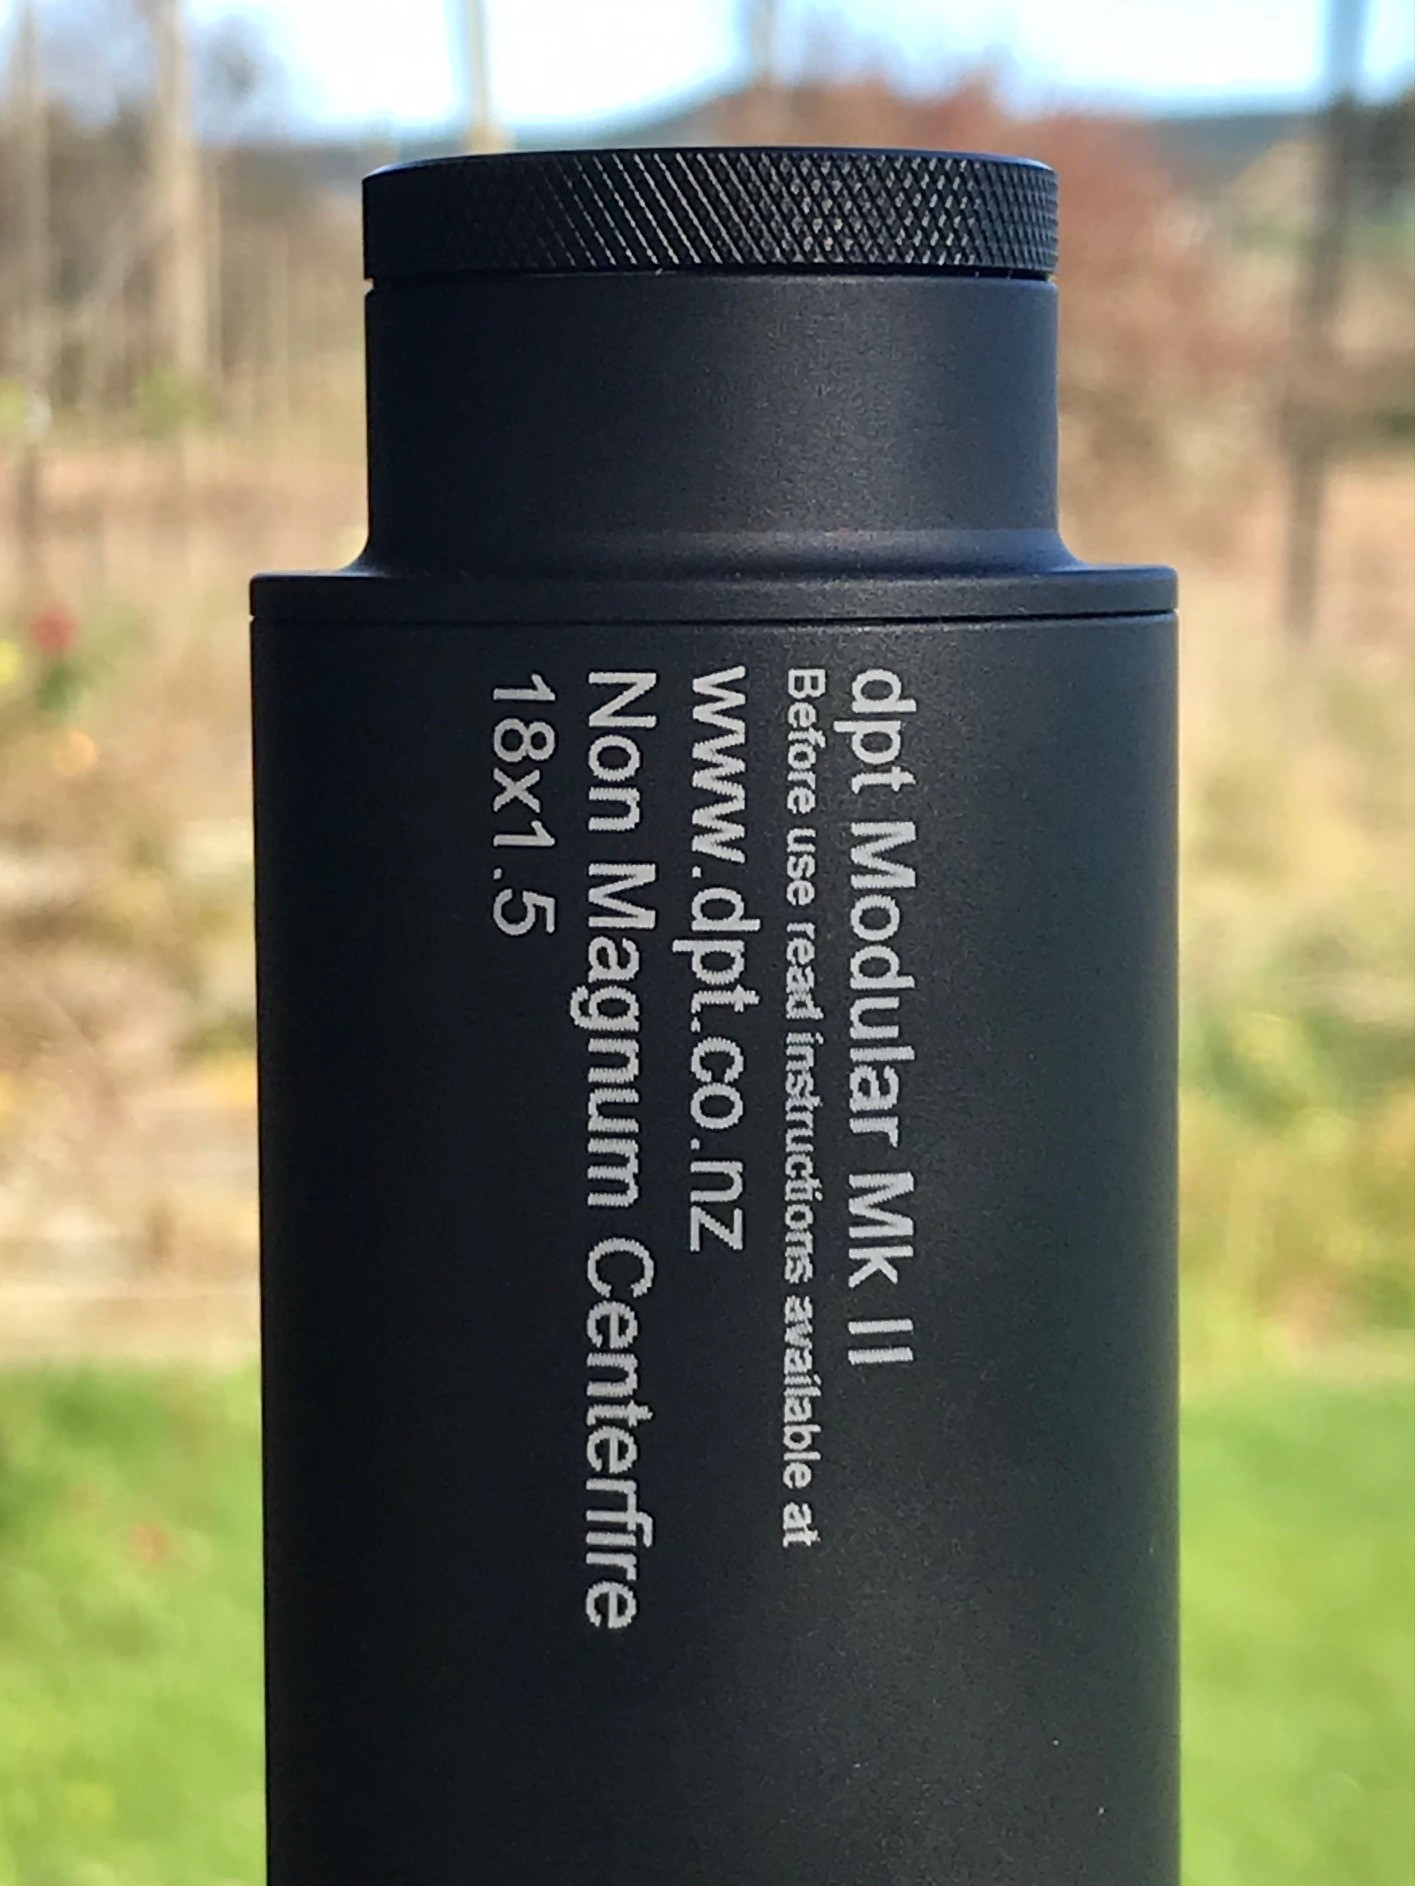 dpt Modular Mk II
Before use read instructions available at
www.dpt.co.nz
Non Magnum Centerfire
18x1.5